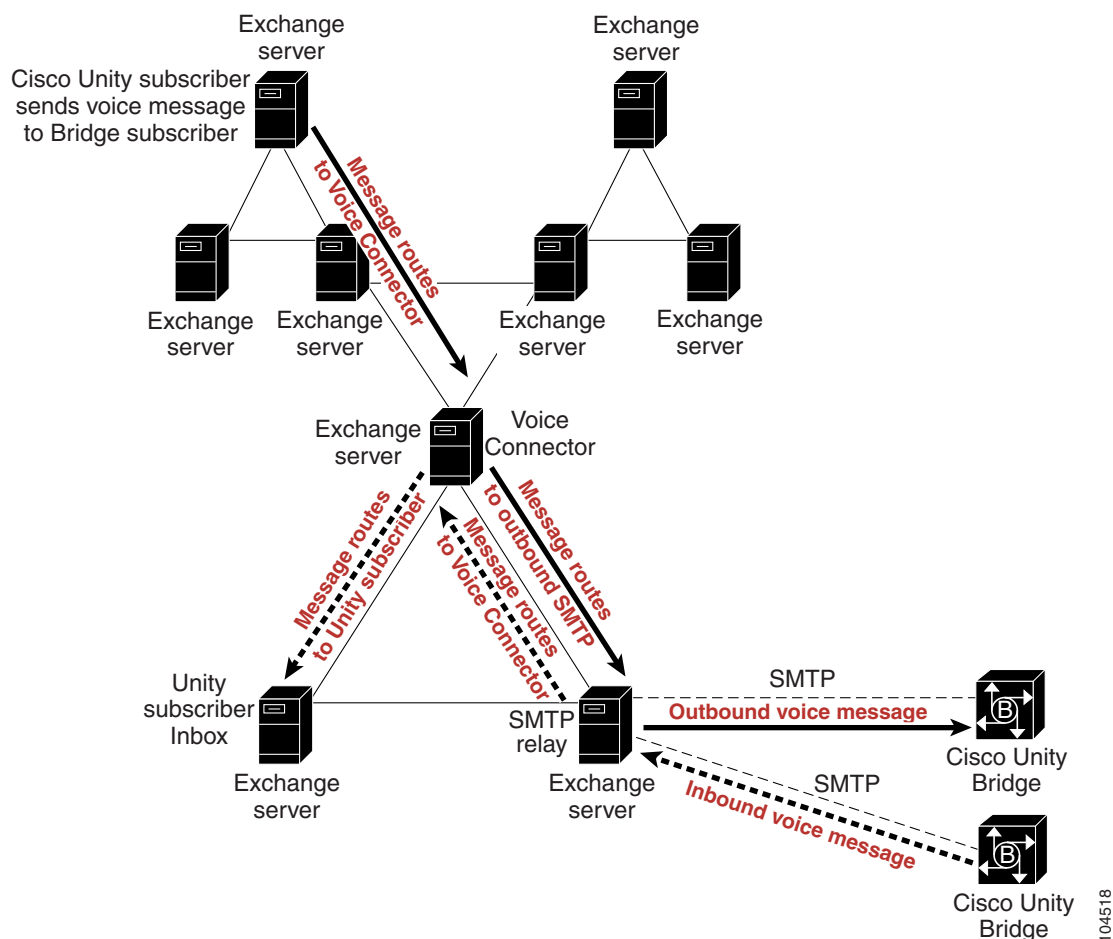 Exchange
server
Exchange
server
Cisco Unity subscriber
sends voice message
to Bridge subscriber
Message routes
to Voice Connector
Exchange
server
Exchange
server
Exchange
server
Exchange
server
Exchange
server
Voice
Connector
Message routes
to Unity subscriber
Message routes
to Voice Connector
Message routes
to outbound SMTP
Unity
subscriber
Inbox
Exchange
server
SMTP
relay
Exchange
server
SMTP
Outbound voice message
B
Cisco Unity
Bridge
SMTP
Inbound voice message
B
Cisco Unity
Bridge
104518